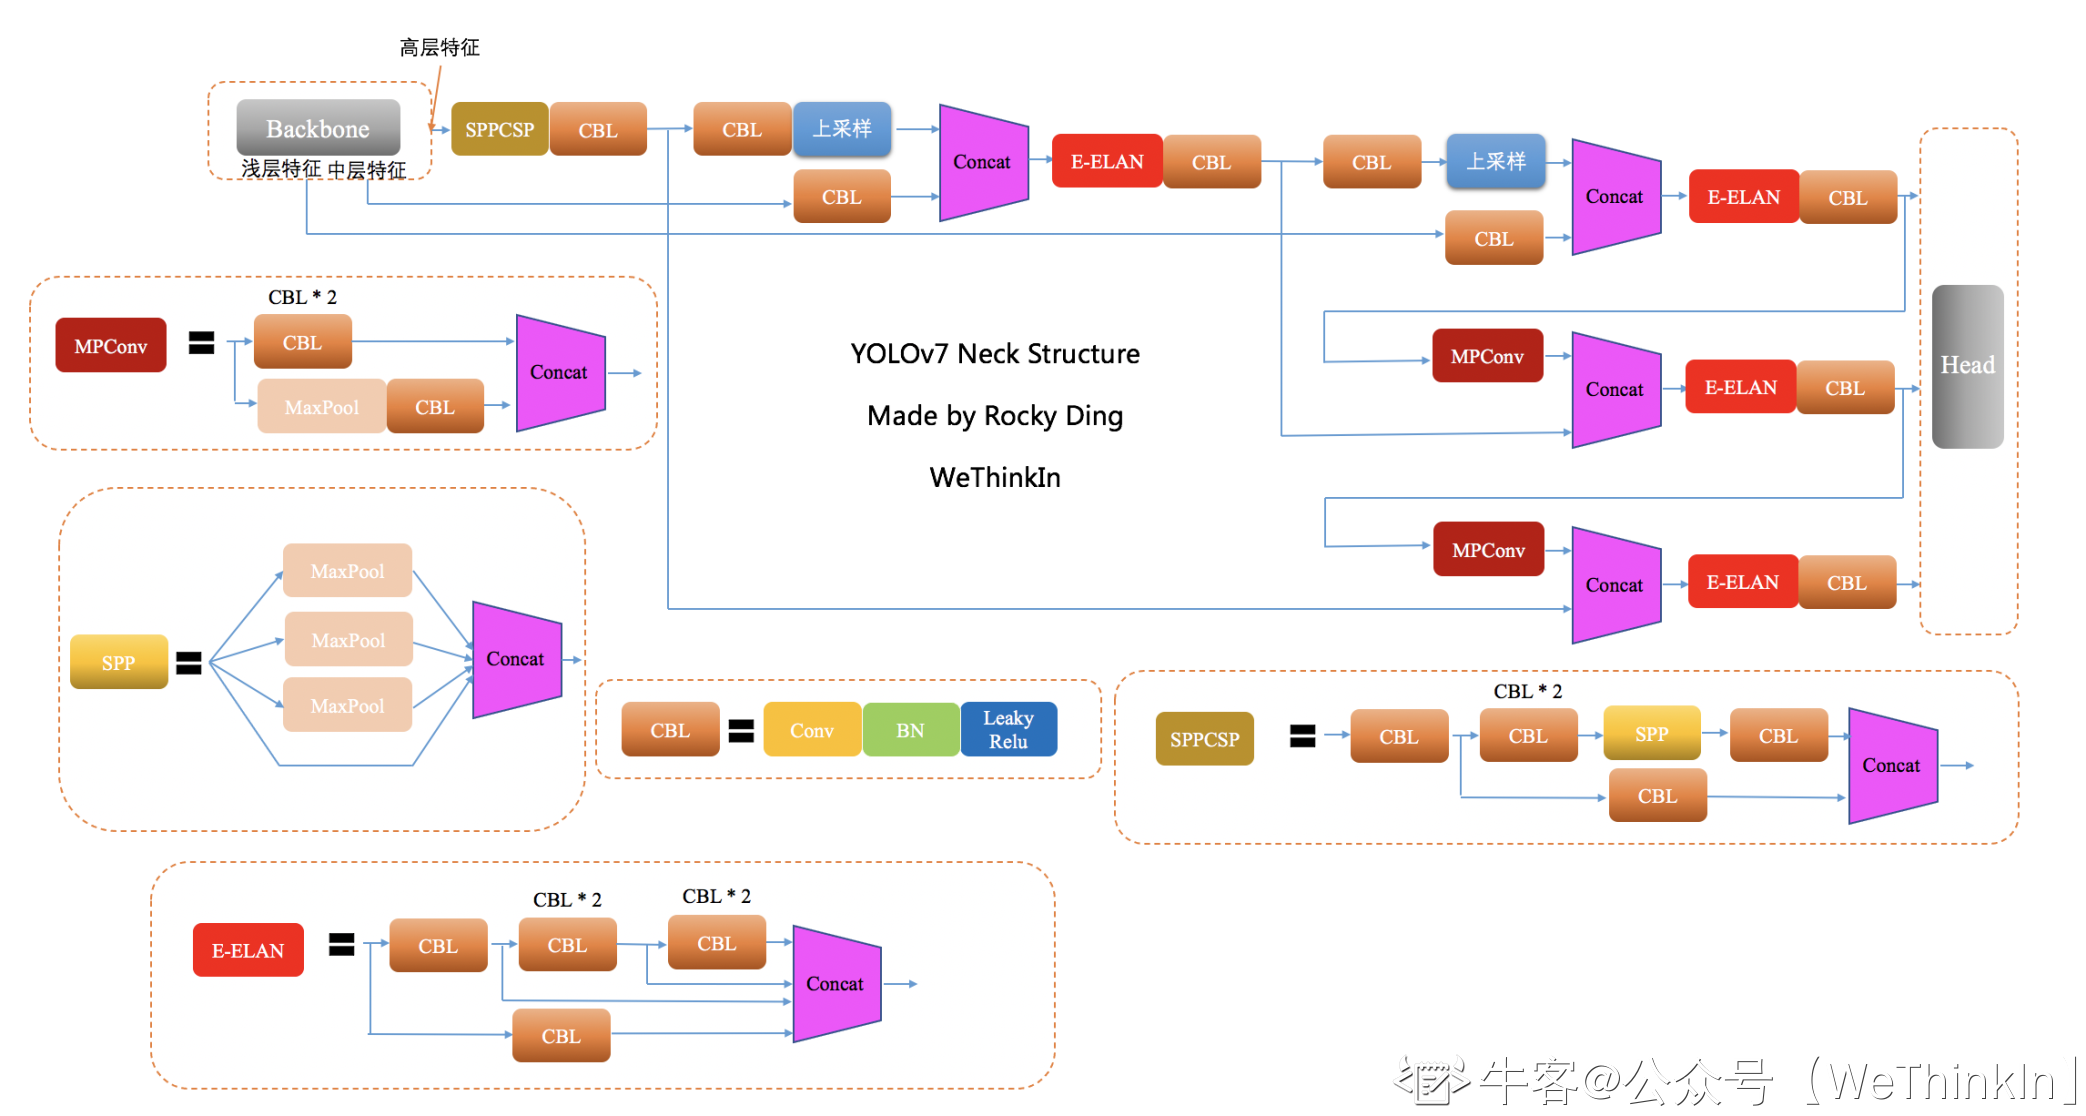 高层特征
Backbone
浅层特征 中层特征
SPPCSP CBL CBL 上采样
CBL
Concat
E-ELAN CBL CBL 上采样
CBL
Concat
E-ELAN CBL
MPConv
CBL * 2
CBL
MaxPool CBL
Concat
YOLOv7 Neck Structure
Made by Rocky Ding
WeThinkIn
MPConv
Concat
E-ELAN CBL
Head
MPConv
Concat
E-ELAN CBL
SPP
MaxPool
MaxPool
MaxPool
Concat
CBL Conv BN Leaky
Relu
SPPCSP
CBL * 2
CBL CBL SPP CBL
CBL
Concat
E-ELAN
CBL * 2 CBL * 2
CBL CBL CBL
CBL
Concat
牛客@公众号【WeThinkIn】